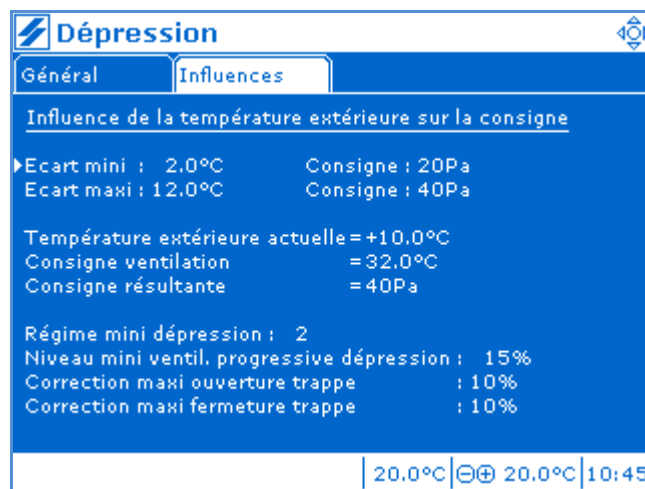 Dépression
Général Influences
Influence de la température extérieure sur la consigne
Ecart mini : 2.0°C Consigne : 20Pa
Ecart maxi : 12.0°C Consigne : 40Pa
Température extérieure actuelle = +10.0°C
Consigne ventilation = 32.0°C
Consigne résultante = 40Pa
Régime mini dépression : 2
Niveau mini ventil. progressive dépression : 15%
Correction maxi ouverture trappe : 10%
Correction maxi fermeture trappe : 10%
20.0°C 20.0°C 10:45